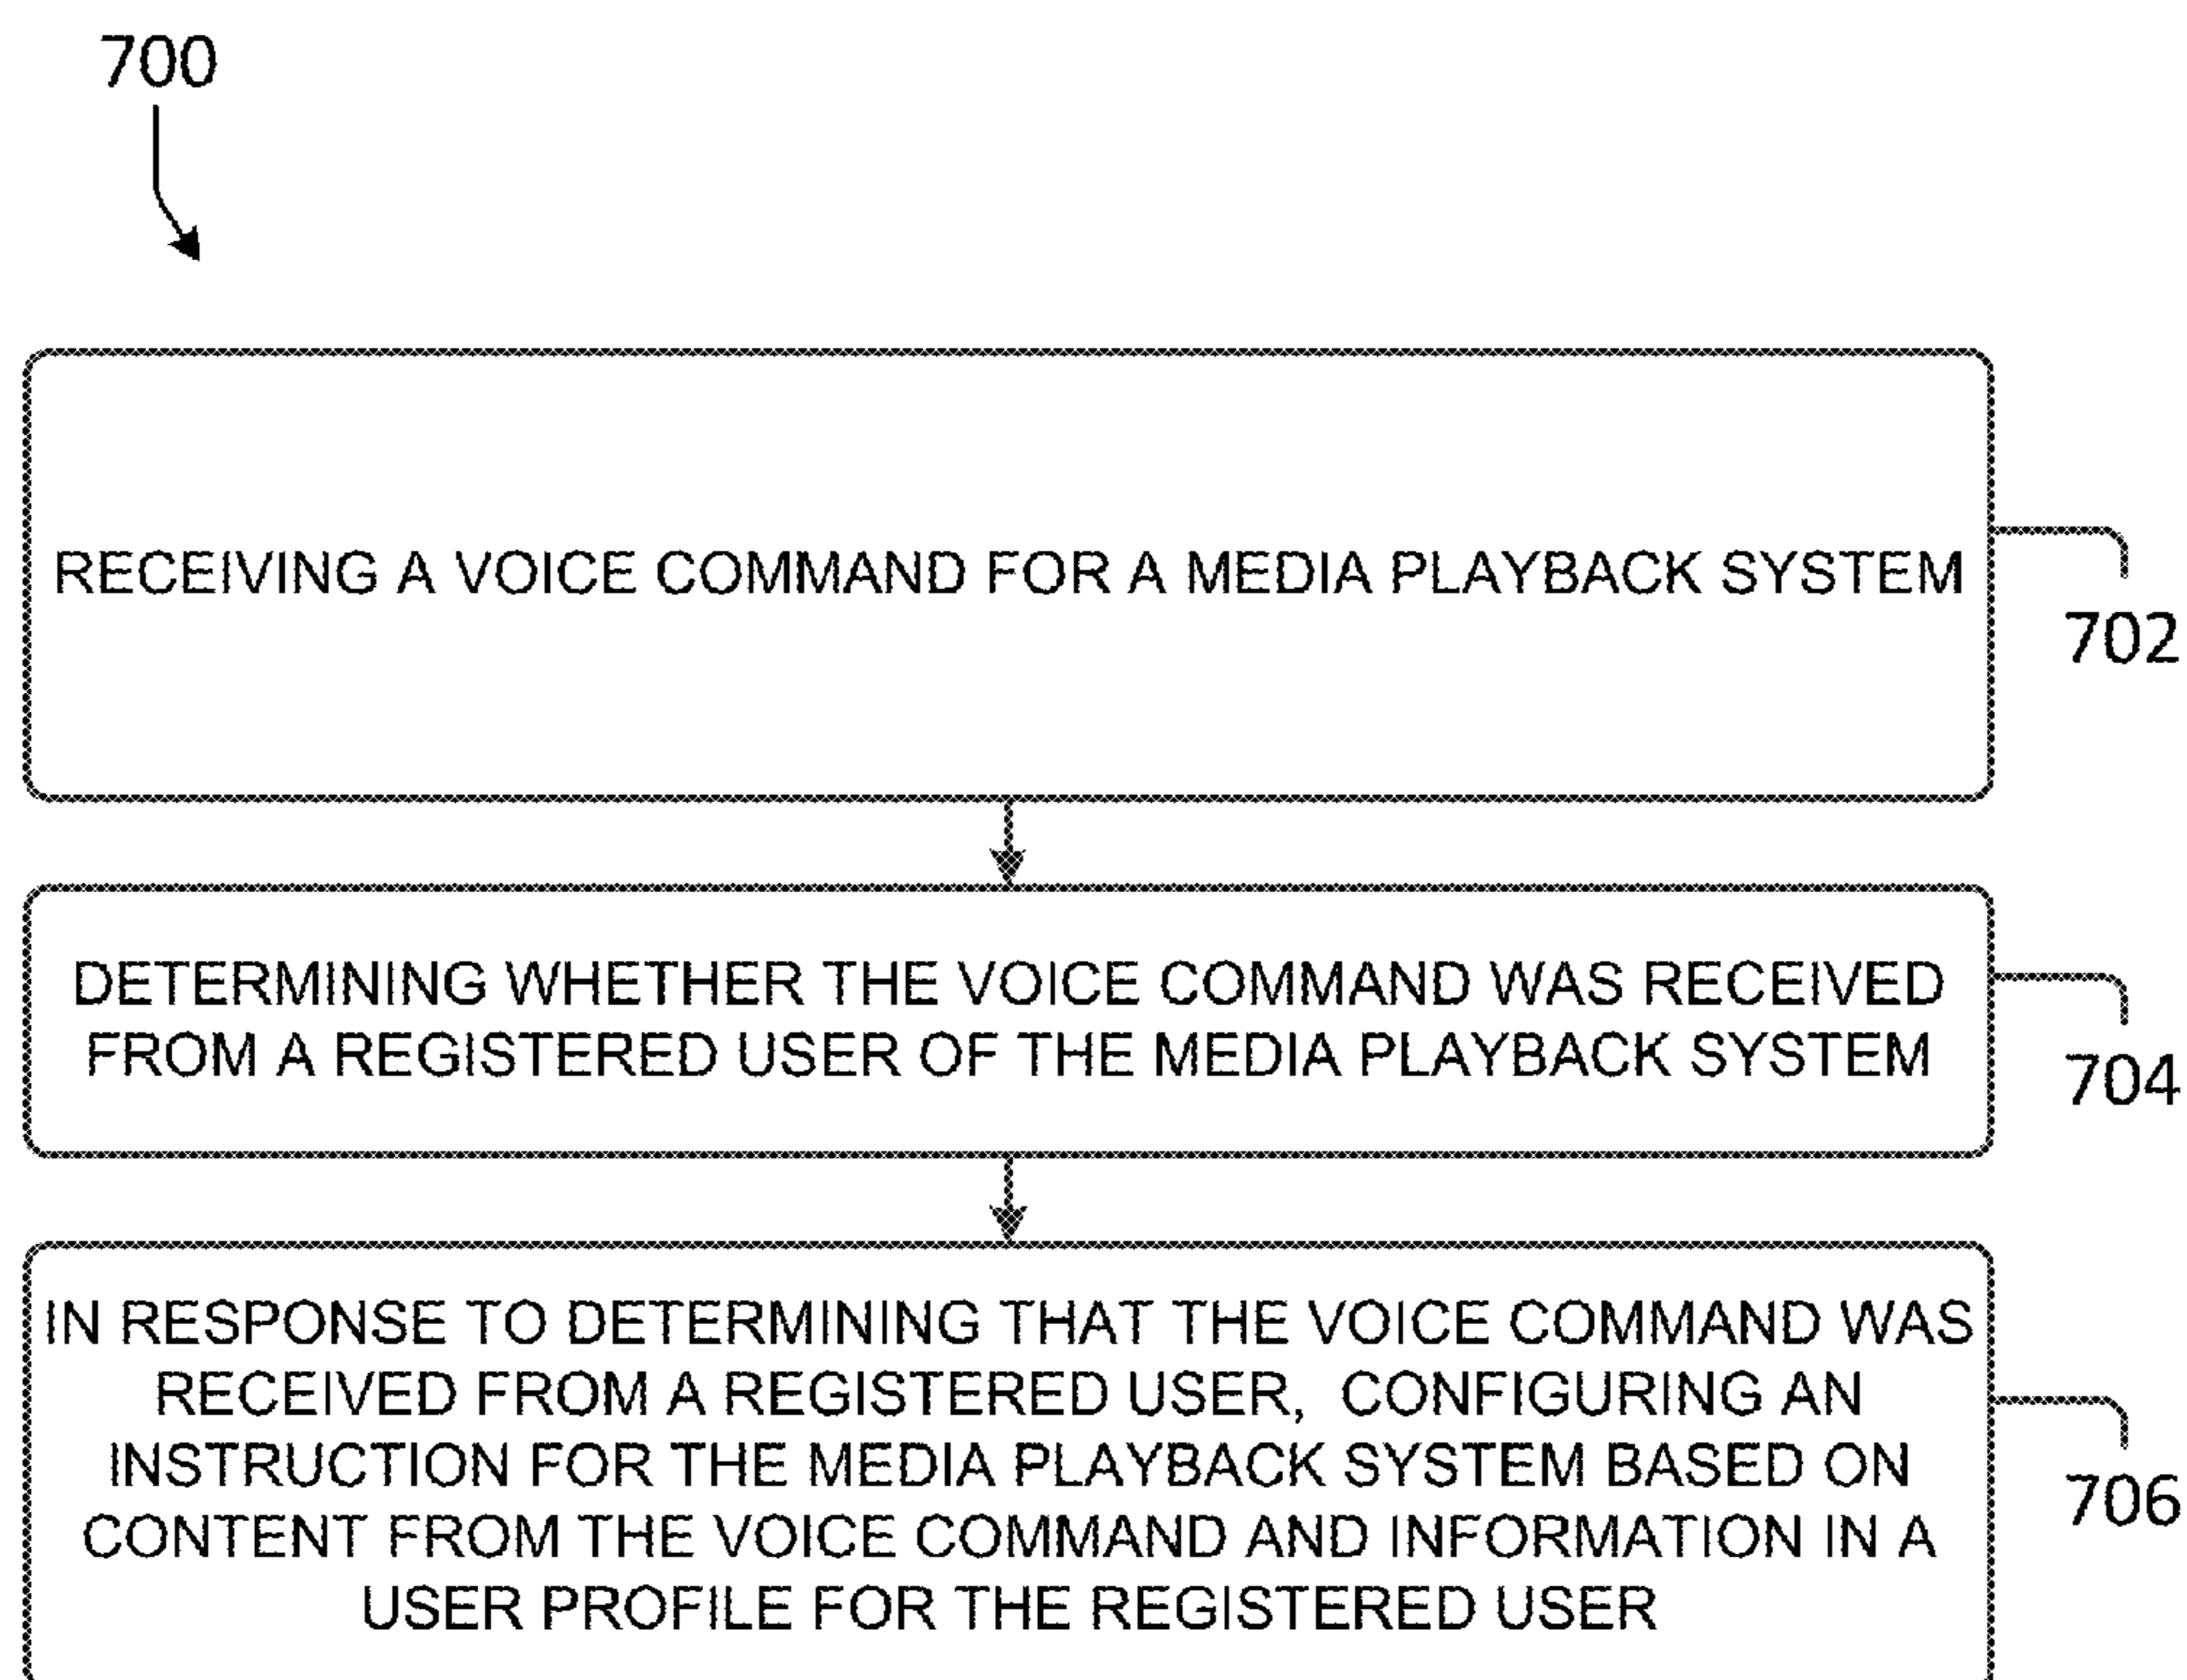 700
RECEIVING A VOICE COMMAND FOR A MEDIA PLAYBACK SYSTEM
702
DETERMINING WHETHER THE VOICE COMMAND WAS RECEIVED
FROM A REGISTERED USER OF THE MEDIA PLAYBACK SYSTEM
704
IN RESPONSE TO DETERMINING THAT THE VOICE COMMAND WAS
RECEIVED FROM A REGISTERED USER, CONFIGURING AN
INSTRUCTION FOR THE MEDIA PLAYBACK SYSTEM BASED ON
CONTENT FROM THE VOICE COMMAND AND INFORMATION IN A
USER PROFILE FOR THE REGISTERED USER
706